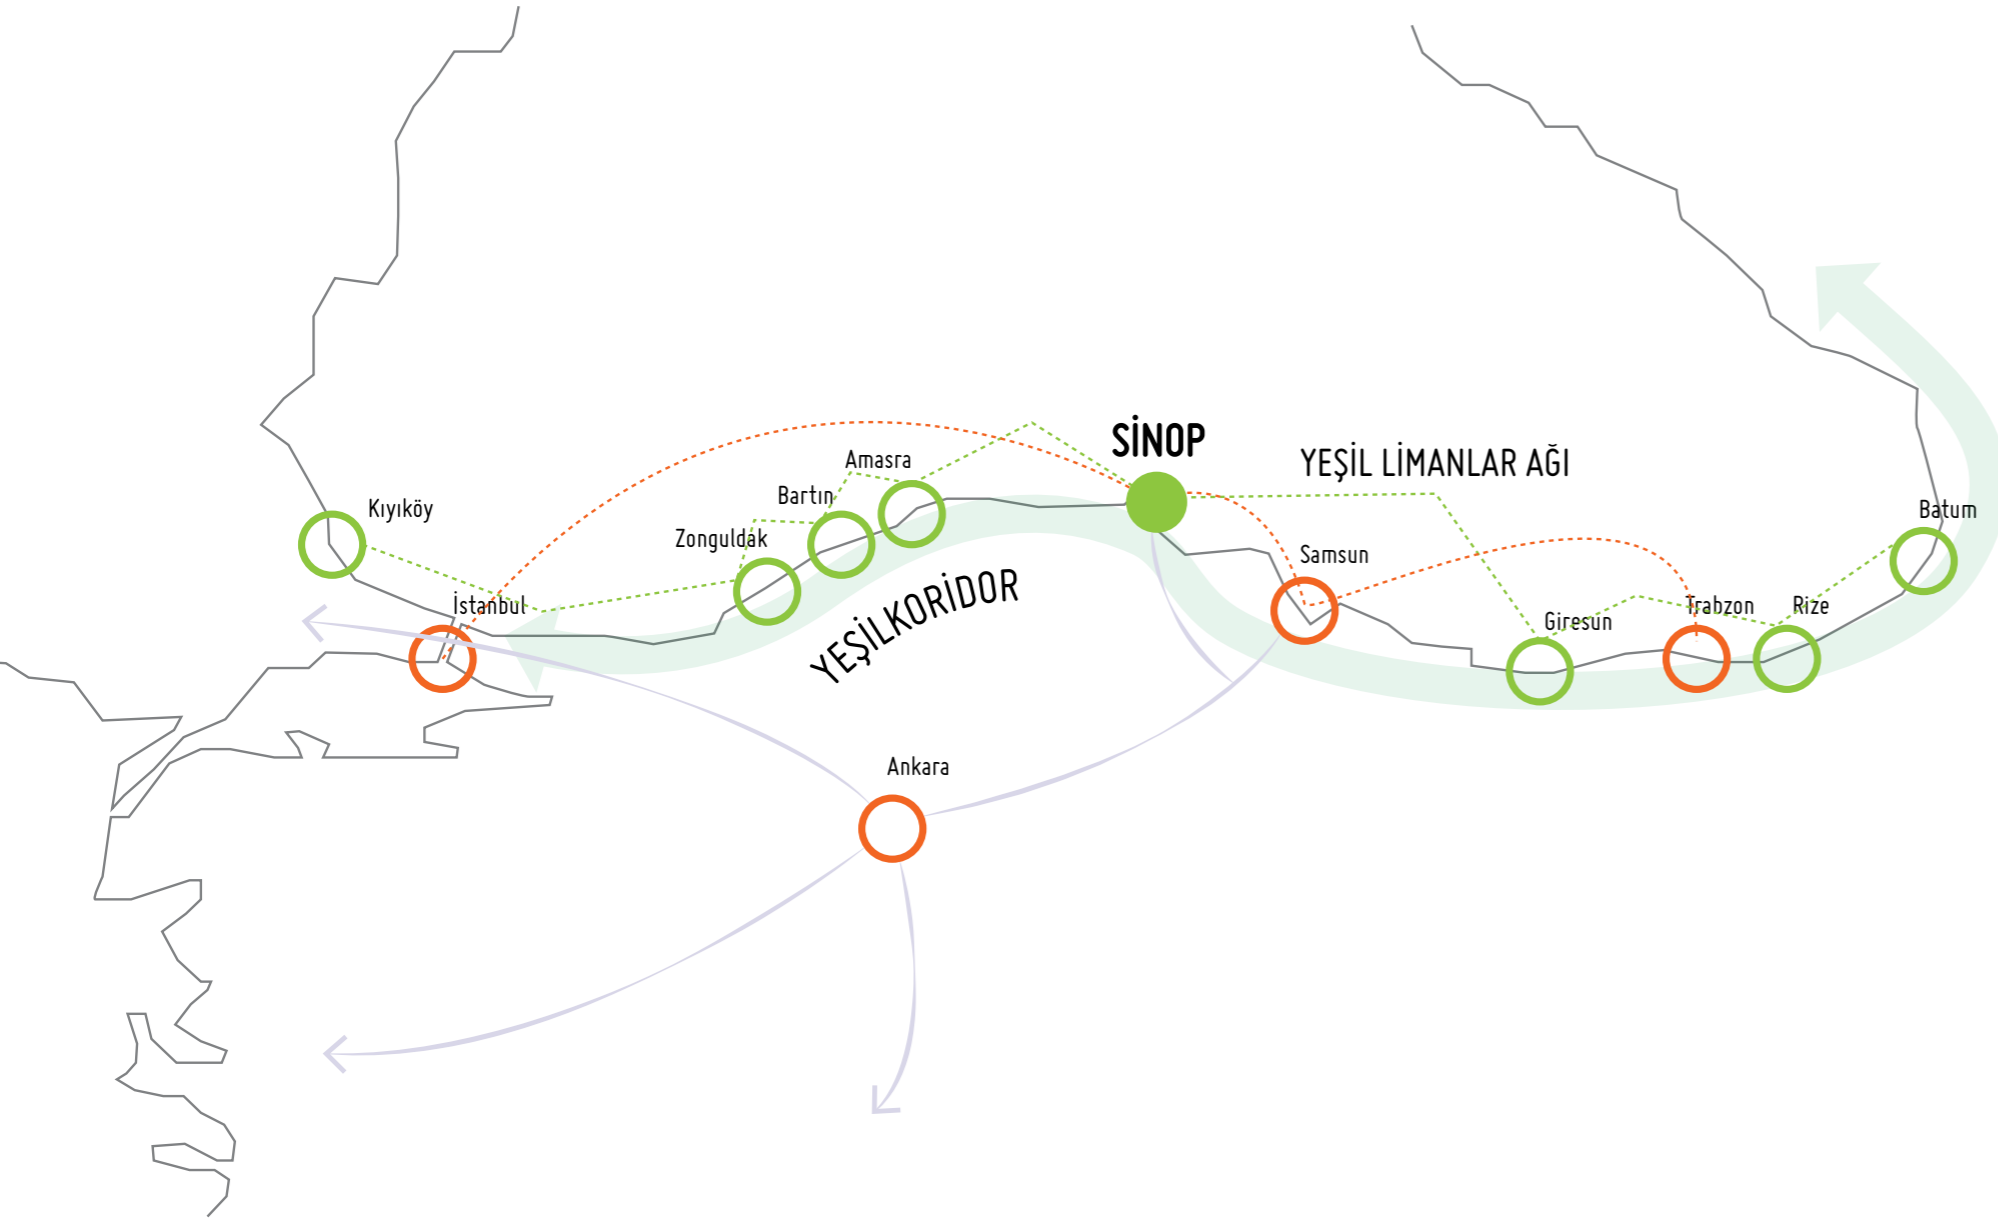 SİNOP
YEŞİL LİMANLAR AĞI
Amasra
Bartın
Kıyıköy
Batum
Zonguldak
Samsun
İstanbul
YEŞİLKORİDOR
Giresun
Trabzon
Rize
Ankara